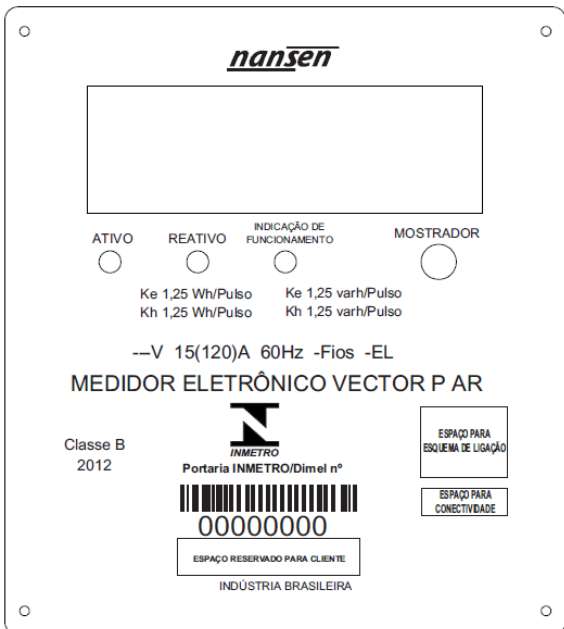 nansen
ATIVO
REATIVO
INDICAÇÃO DE
FUNCIONAMENTO
MOSTRADOR
Ke 1,25 Wh/Pulso
Kh 1,25 Wh/Pulso
Ke 1,25 varh/Pulso
Kh 1,25 varh/Pulso
---V 15(120)A 60Hz -Fios -EL
MEDIDOR ELETRÔNICO VECTOR P AR
Classe B
2012
INMETRO
Portaria INMETRO/Dimel nº
00000000
ESPAÇO RESERVADO PARA CLIENTE
INDÚSTRIA BRASILEIRA
ESPAÇO PARA
ESQUEMA DE LIGAÇÃO
ESPAÇO PARA
CONECTIVIDADE